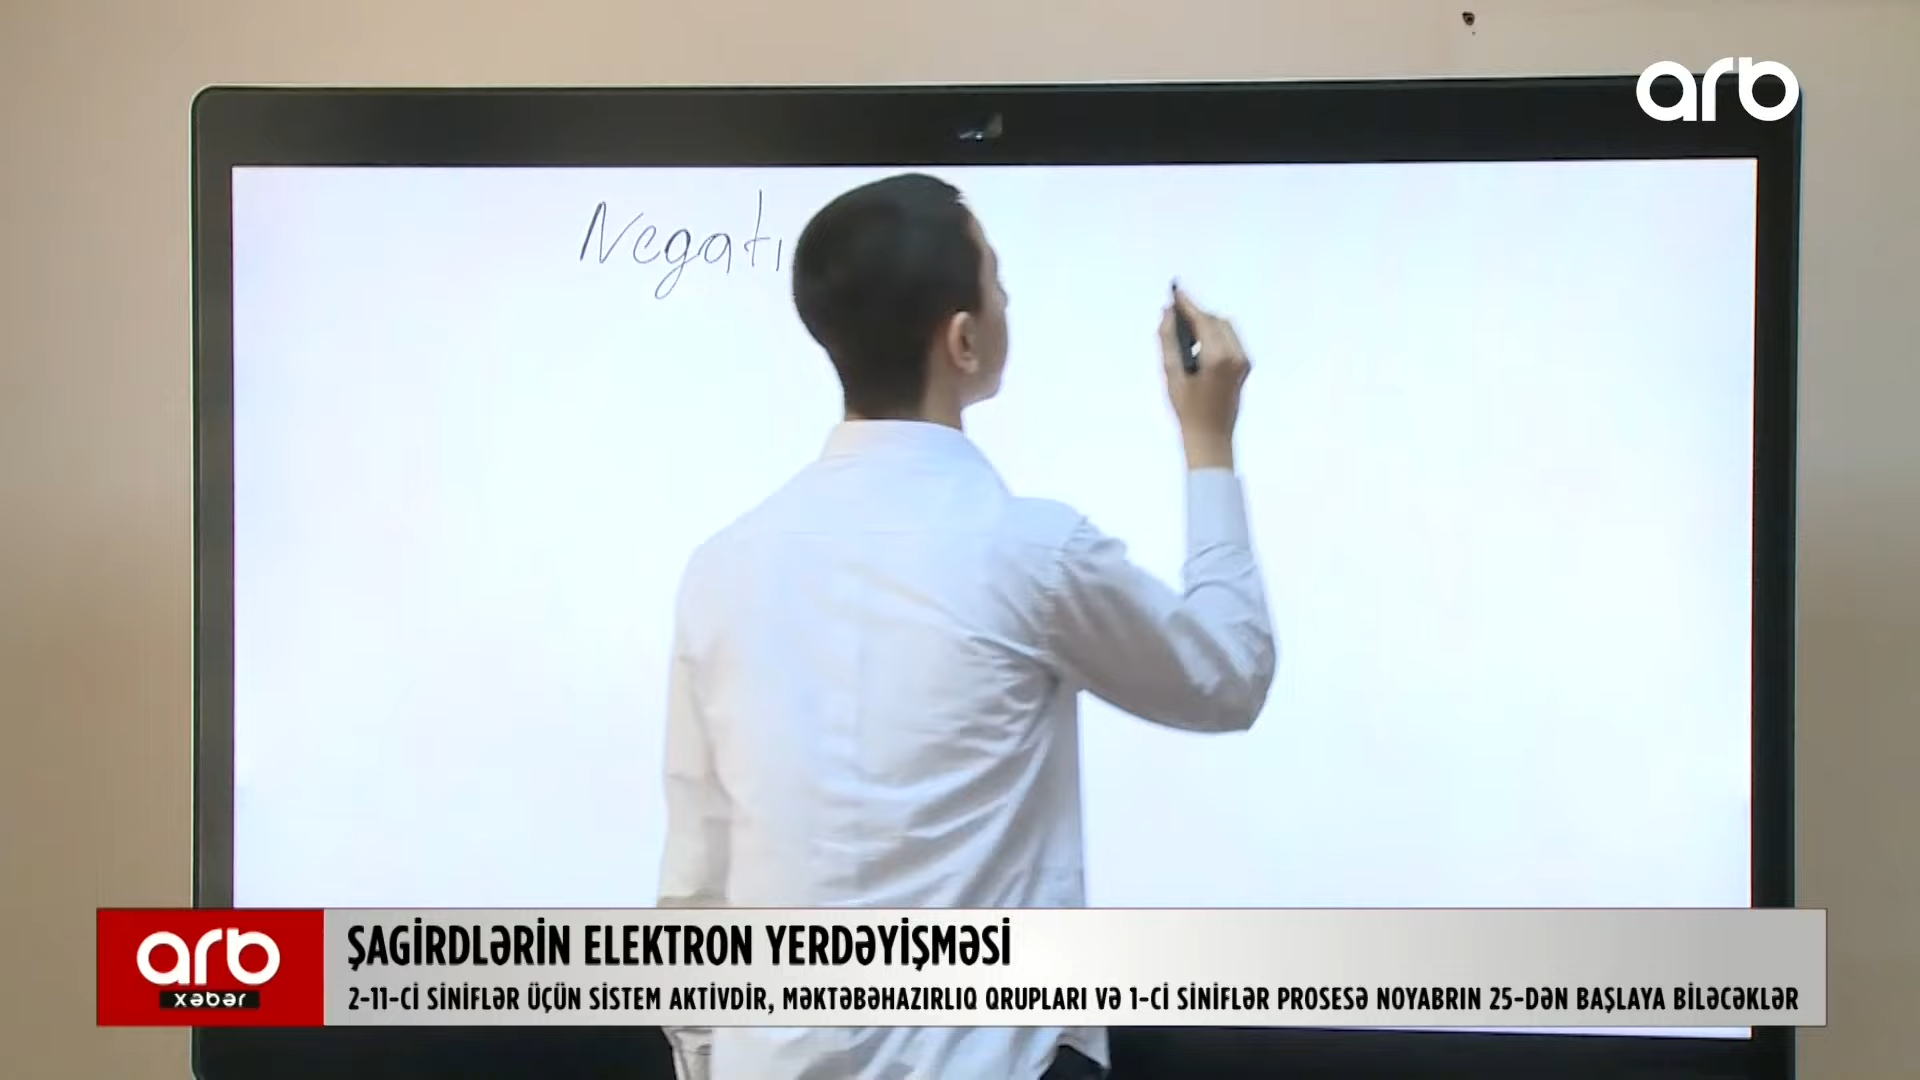 arb
Negati
arb
xəbər
ŞAGİRDLƏRİN ELEKTRON YERDƏYİŞMƏSİ
2-11-Cİ SİNİFLƏR ÜÇÜN SİSTEM AKTİVDİR, MƏKTƏBƏHAZIRLIQ QRUPLARI VƏ 1-Cİ SİNİFLƏR PROSESƏ NOYABRIN 25-DƏN BAŞLAYA BİLƏCƏKLƏR